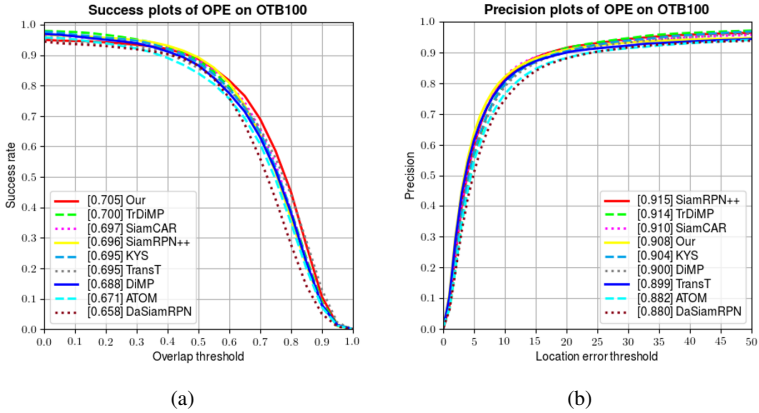 Success plots of OPE on OTB100
Success rate
1.0
0.9
0.8
0.7
0.6
0.5
0.4
0.3
0.2
0.1
0.0
[0.705] Our
[0.700] TrDiMP
[0.697] SiamCAR
[0.696] SiamRPN++
[0.695] KYS
[0.695] TransT
[0.688] DiMP
[0.671] ATOM
[0.658] DaSiamRPN
0.0 0.1 0.2 0.3 0.4 0.5 0.6 0.7 0.8 0.9 1.0
Overlap threshold
(a)
Precision plots of OPE on OTB100
Precision
1.0
0.9
0.8
0.7
0.6
0.5
0.4
0.3
0.2
0.1
0.0
[0.915] SiamRPN++
[0.914] TrDiMP
[0.910] SiamCAR
[0.908] Our
[0.904] KYS
[0.900] DiMP
[0.899] TransT
[0.882] ATOM
[0.880] DaSiamRPN
0 5 10 15 20 25 30 35 40 45 50
Location error threshold
(b)